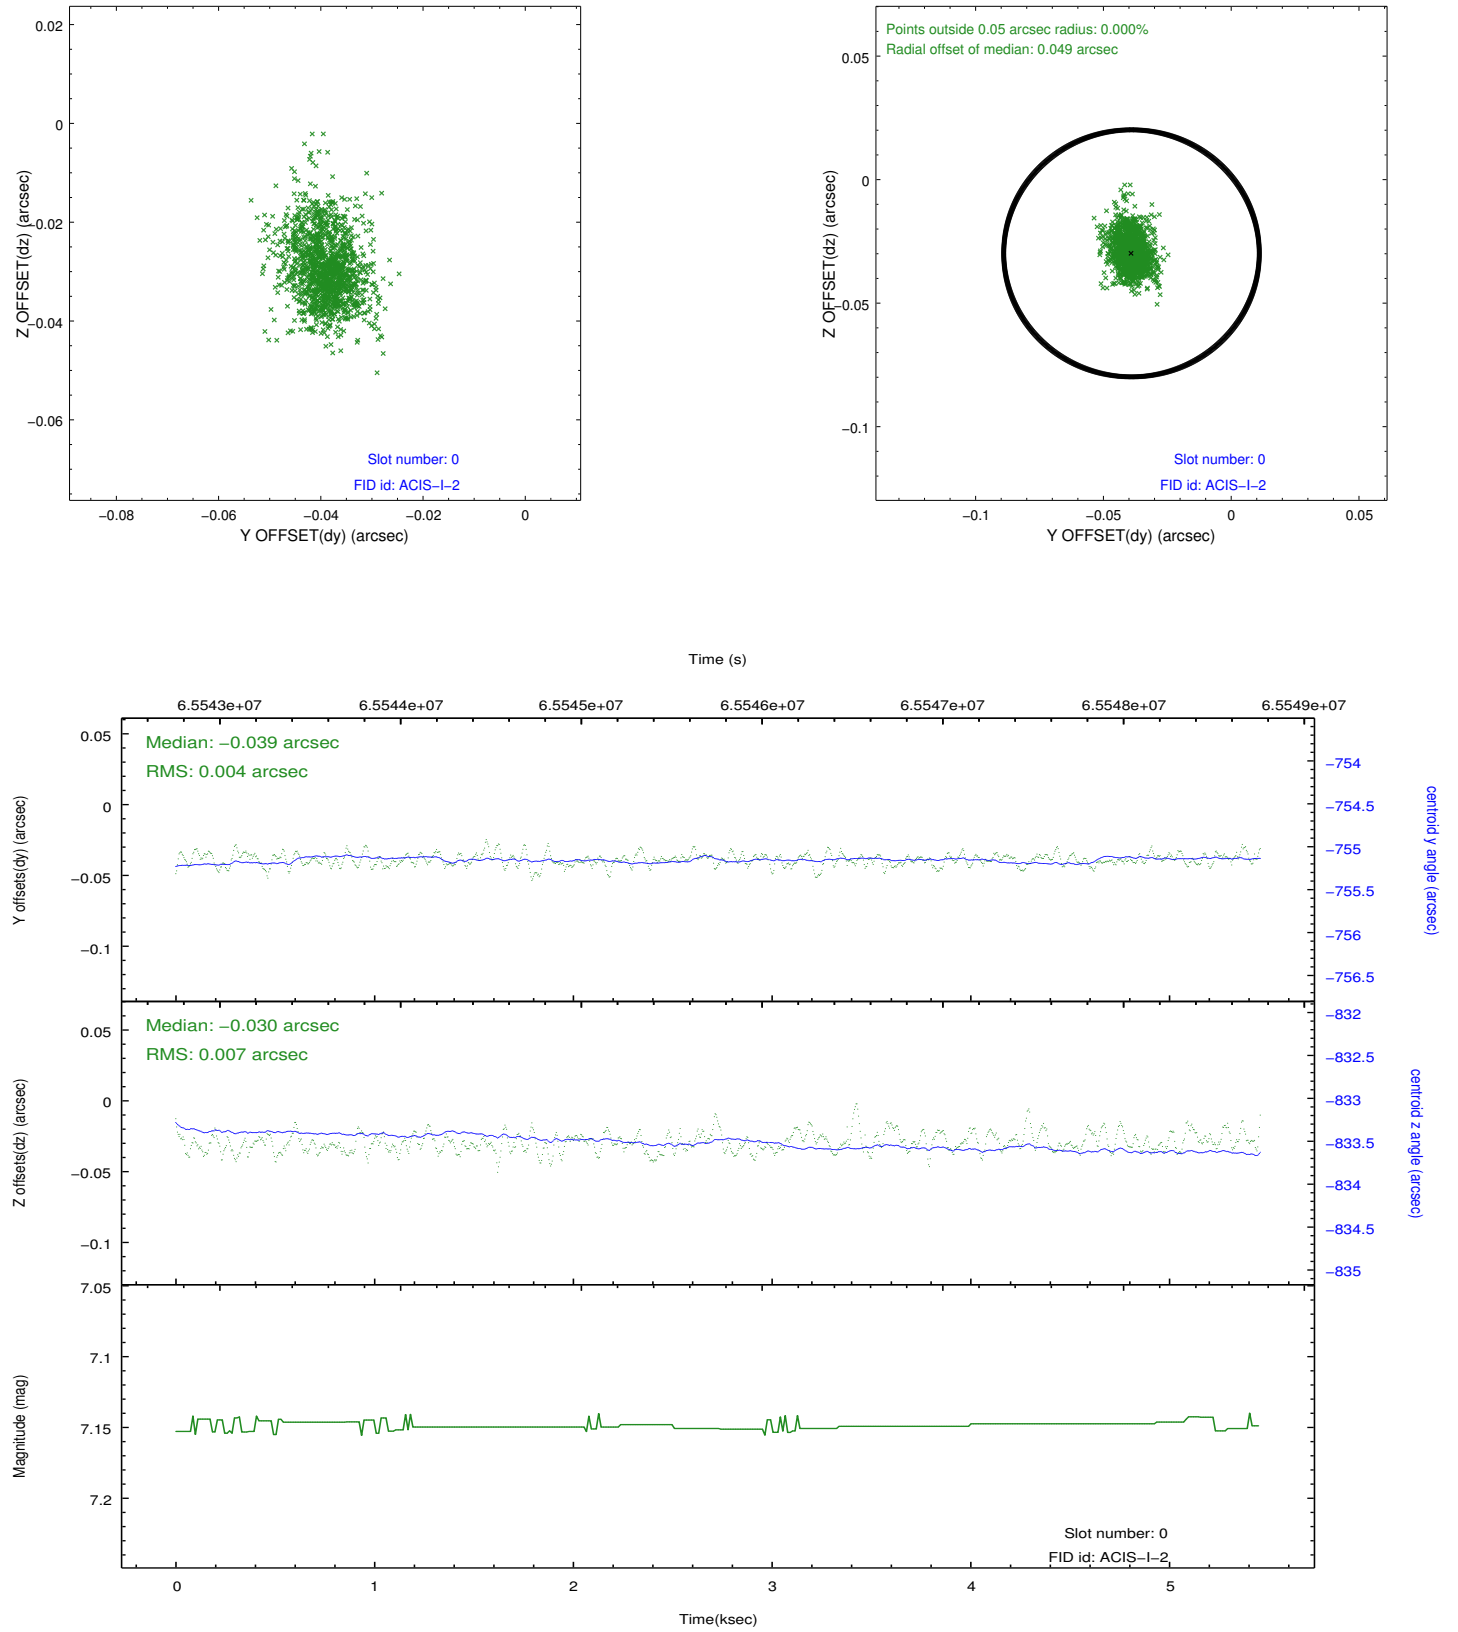 0.02
0
−0.02
−0.04
−0.06
Z OFFSET(dz) (arcsec)
Slot number: 0
FID id: ACIS−I−2
−0.08
−0.06
−0.04
−0.02
0
Y OFFSET(dy) (arcsec)
Points outside 0.05 arcsec radius: 0.000%
Radial offset of median: 0.049 arcsec
0.05
0
−0.05
−0.1
Z OFFSET(dz) (arcsec)
Slot number: 0
FID id: ACIS−I−2
−0.1
−0.05
0
0.05
Y OFFSET(dy) (arcsec)
Time (s)
6.5543e+07
6.5544e+07
6.5545e+07
6.5546e+07
6.5547e+07
6.5548e+07
6.5549e+07
Median: −0.039 arcsec
RMS: 0.004 arcsec
0.05
0
−0.05
−0.1
Y offsets(dy) (arcsec)
−754
−754.5
−755
−755.5
−756
−756.5
centroid y angle (arcsec)
Median: −0.030 arcsec
RMS: 0.007 arcsec
0.05
0
−0.05
−0.1
Z offsets(dz) (arcsec)
−832
−832.5
−833
−833.5
−834
−834.5
−835
centroid z angle (arcsec)
7.05
7.1
7.15
7.2
Magnitude (mag)
Slot number: 0
FID id: ACIS−I−2
0
1
2
3
4
5
Time(ksec)